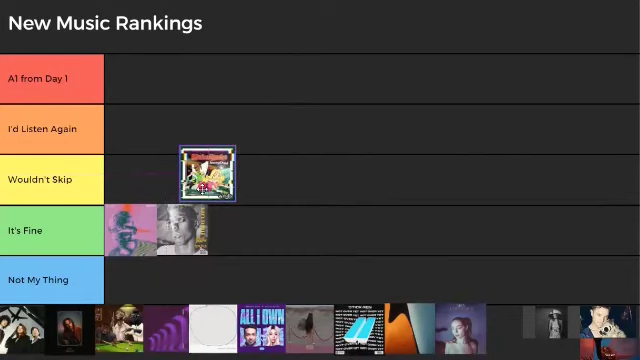 New Music Rankings
A1 from Day 1
I'd Listen Again
Wouldn't Skip
It's Fine
Not My Thing
ALL I OWN